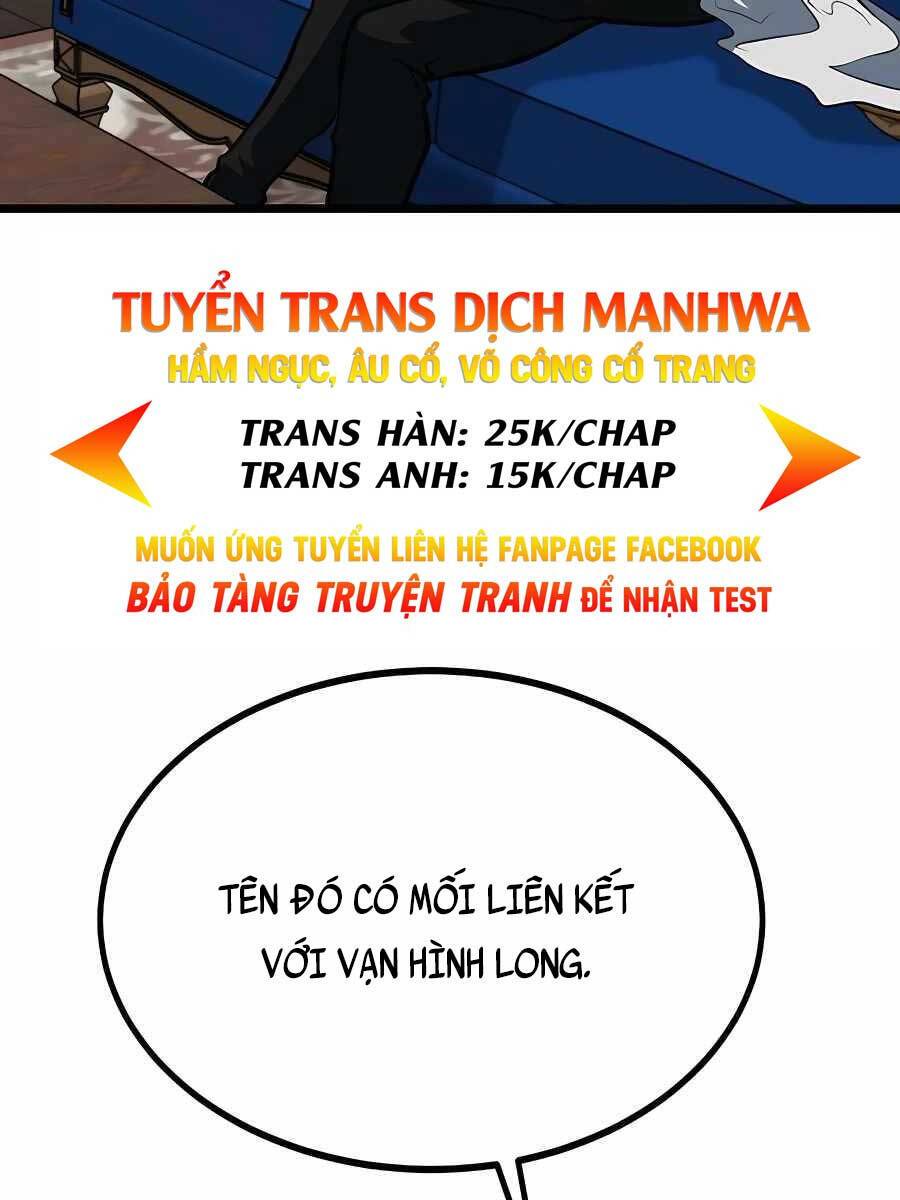 TUYỂN TRANS DỊCH MANHWA
HẦM NGỤC, ÂU CỔ, VÕ CÔNG CỔ TRANG
TRANS HÀN: 25K/CHAP
TRANS ANH: 15K/CHAP
MUỐN ỨNG TUYỂN LIÊN HỆ FANPAGE FACEBOOK
BẢO TÀNG TRUYỆN TRANH ĐỂ NHẬN TEST
TÊN ĐÓ CÓ MỐI LIÊN KẾT
VỚI VẠN HÌNH LONG.